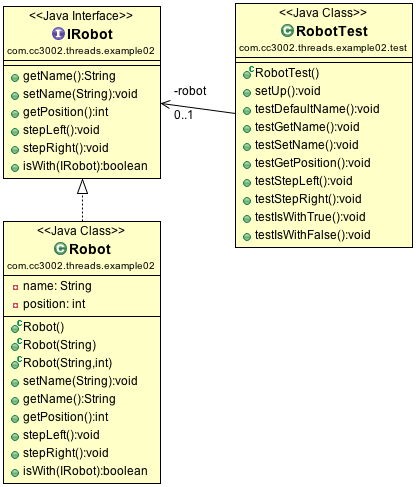 <<Java Interface>>
IRobot
com.cc3002.threads.example02
getName():String
setName(String):void
getPosition():int
stepLeft():void
stepRight():void
isWith(IRobot):boolean
-robot
0..1
<<Java Class>>
RobotTest
com.cc3002.threads.example02.test
RobotTest()
setUp():void
testDefaultName():void
testGetName():void
testSetName():void
testGetPosition():void
testStepLeft():void
testStepRight():void
testIsWithTrue():void
testIsWithFalse():void
<<Java Class>>
Robot
com.cc3002.threads.example02
name: String
position: int
Robot()
Robot(String)
Robot(String,int)
setName(String):void
getName():String
getPosition():int
stepLeft():void
stepRight():void
isWith(IRobot):boolean